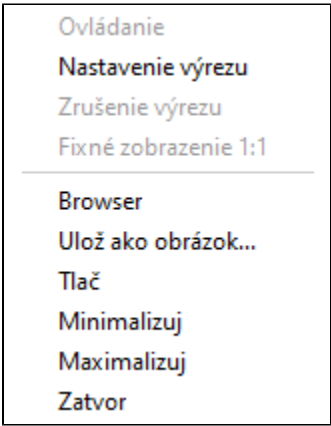 Ovládanie
Nastavenie výrezu
Zrušenie výrezu
Fixné zobrazenie 1:1
Browser
Ulož ako obrázok...
Tlač
Minimalizuj
Maximalizuj
Zatvor